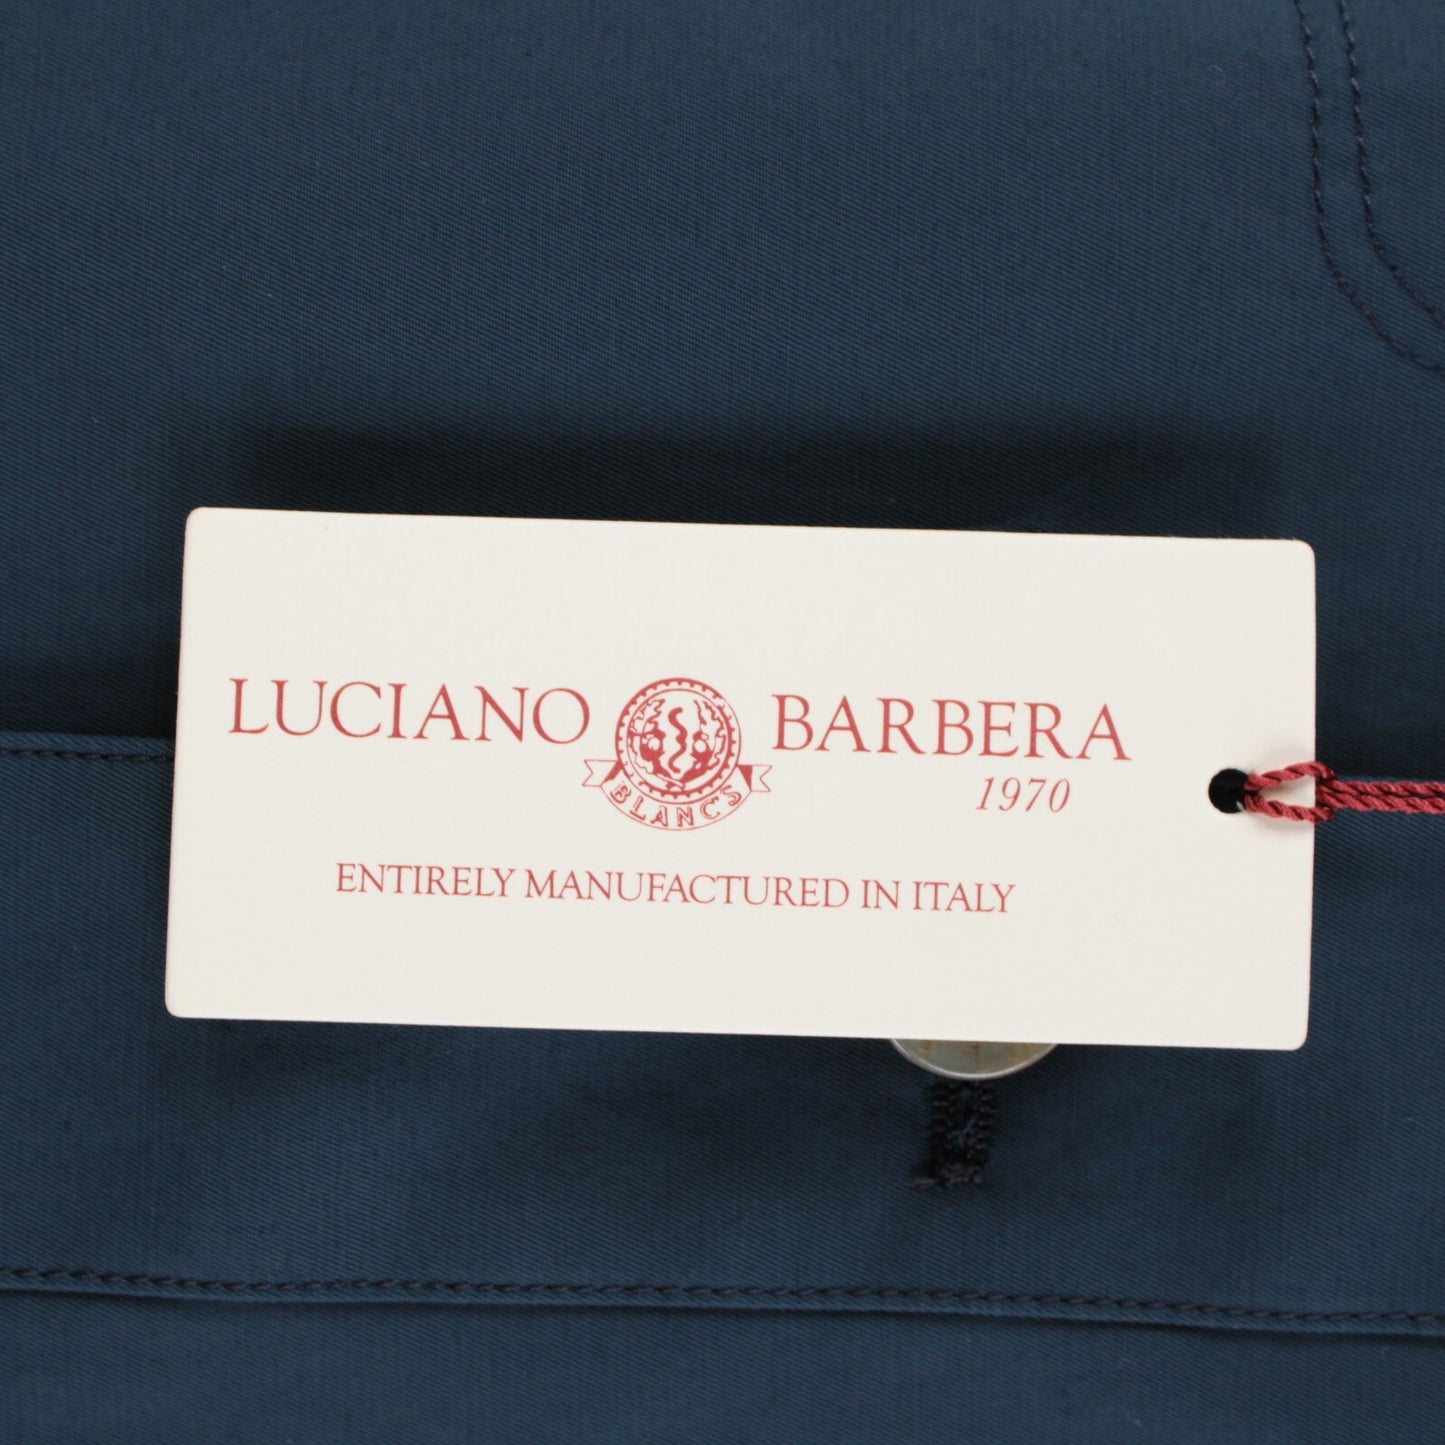 LUCIANO BARBERA
BLANC'S
1970
ENTIRELY MANUFACTURED IN ITALY